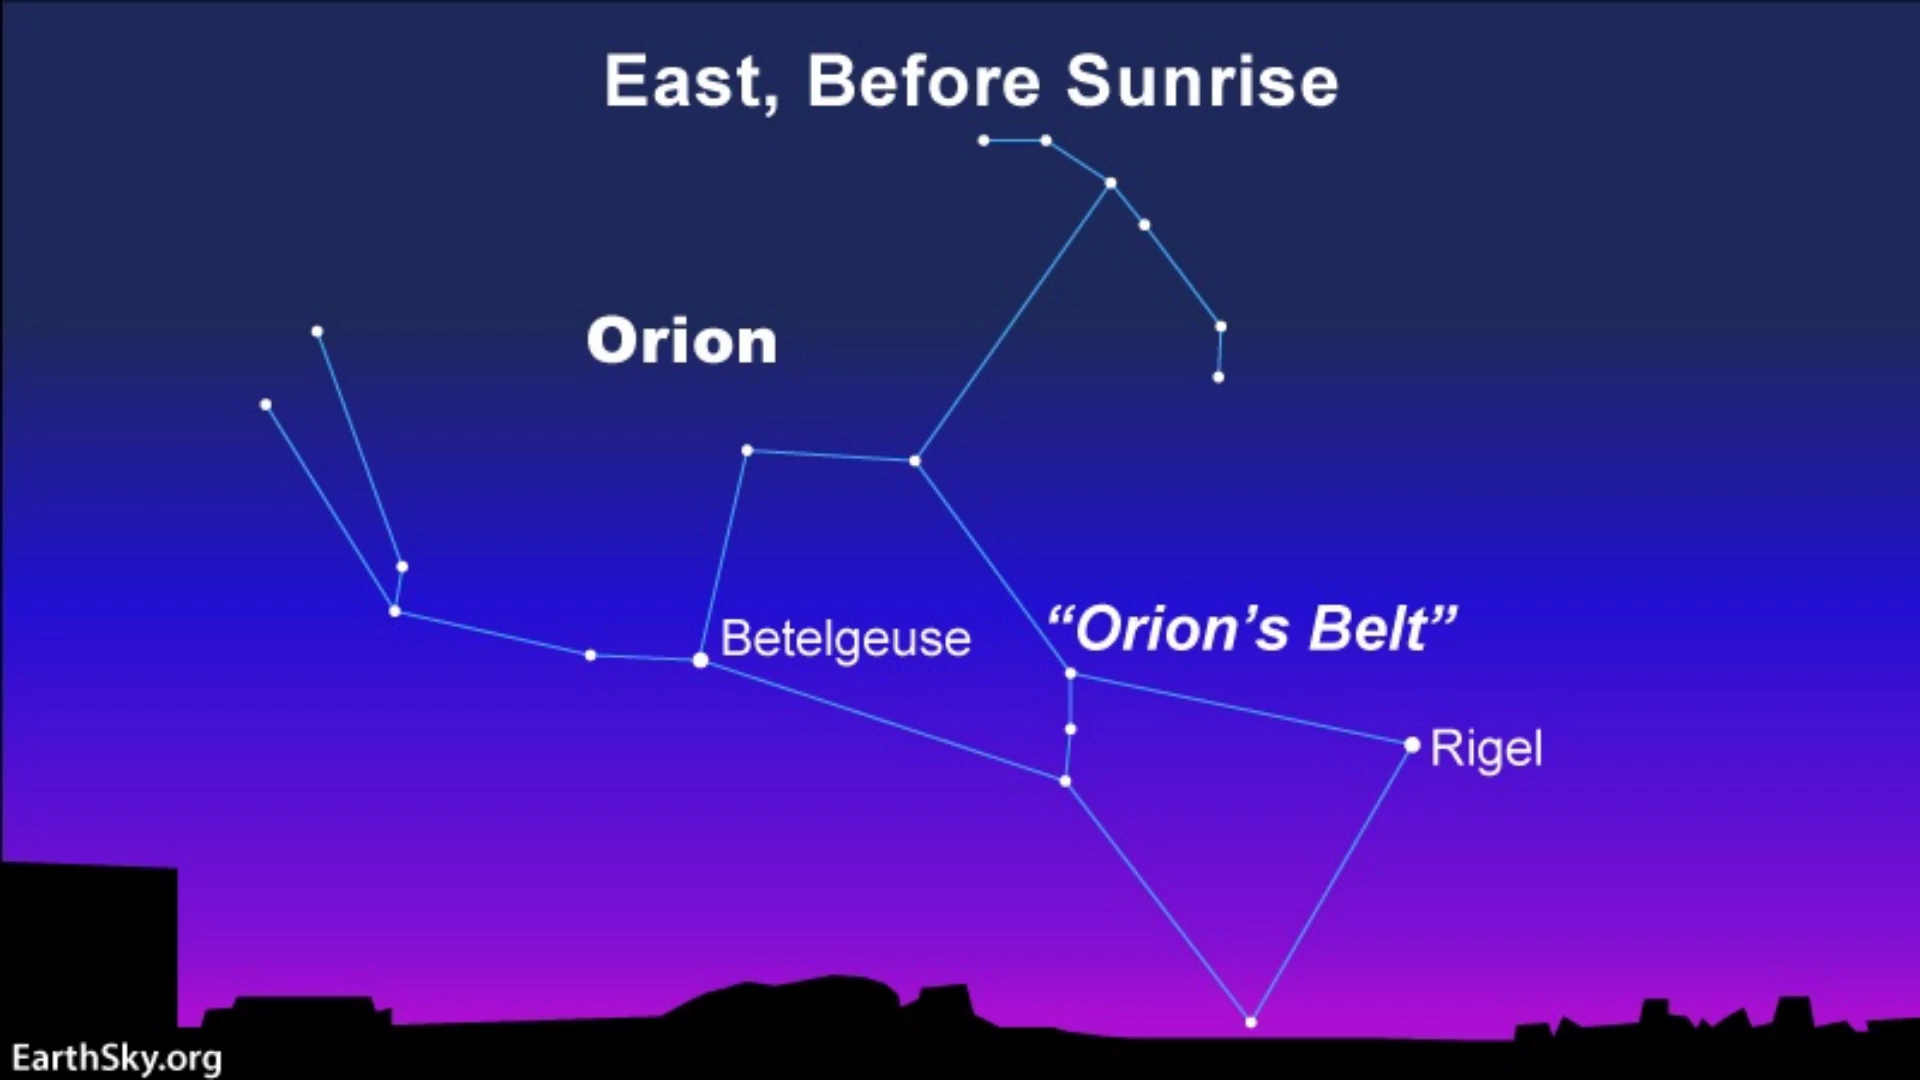 East, Before Sunrise
Orion
Betelgeuse
“Orion’s Belt”
Rigel
EarthSky.org